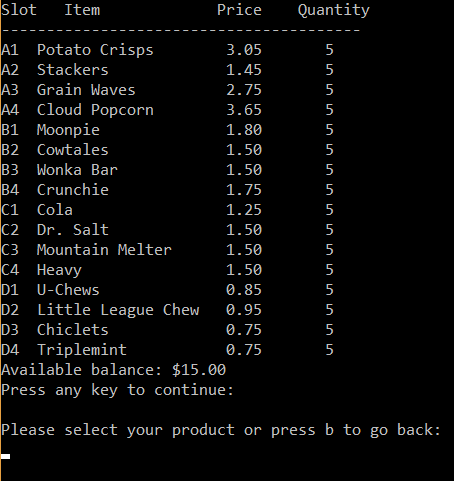 Slot   Item             Price    Quantity
----------------------------------------
A1  Potato Crisps        3.05       5
A2  Stackers             1.45       5
A3  Grain Waves          2.75       5
A4  Cloud Popcorn        3.65       5
B1  Moonpie              1.80       5
B2  Cowtales             1.50       5
B3  Wonka Bar            1.50       5
B4  Crunchie             1.75       5
C1  Cola                 1.25       5
C2  Dr. Salt             1.50       5
C3  Mountain Melter      1.50       5
C4  Heavy                1.50       5
D1  U-Chews              0.85       5
D2  Little League Chew   0.95       5
D3  Chiclets             0.75       5
D4  Triplemint           0.75       5
Available balance: $15.00
Press any key to continue:
Please select your product or press b to go back: